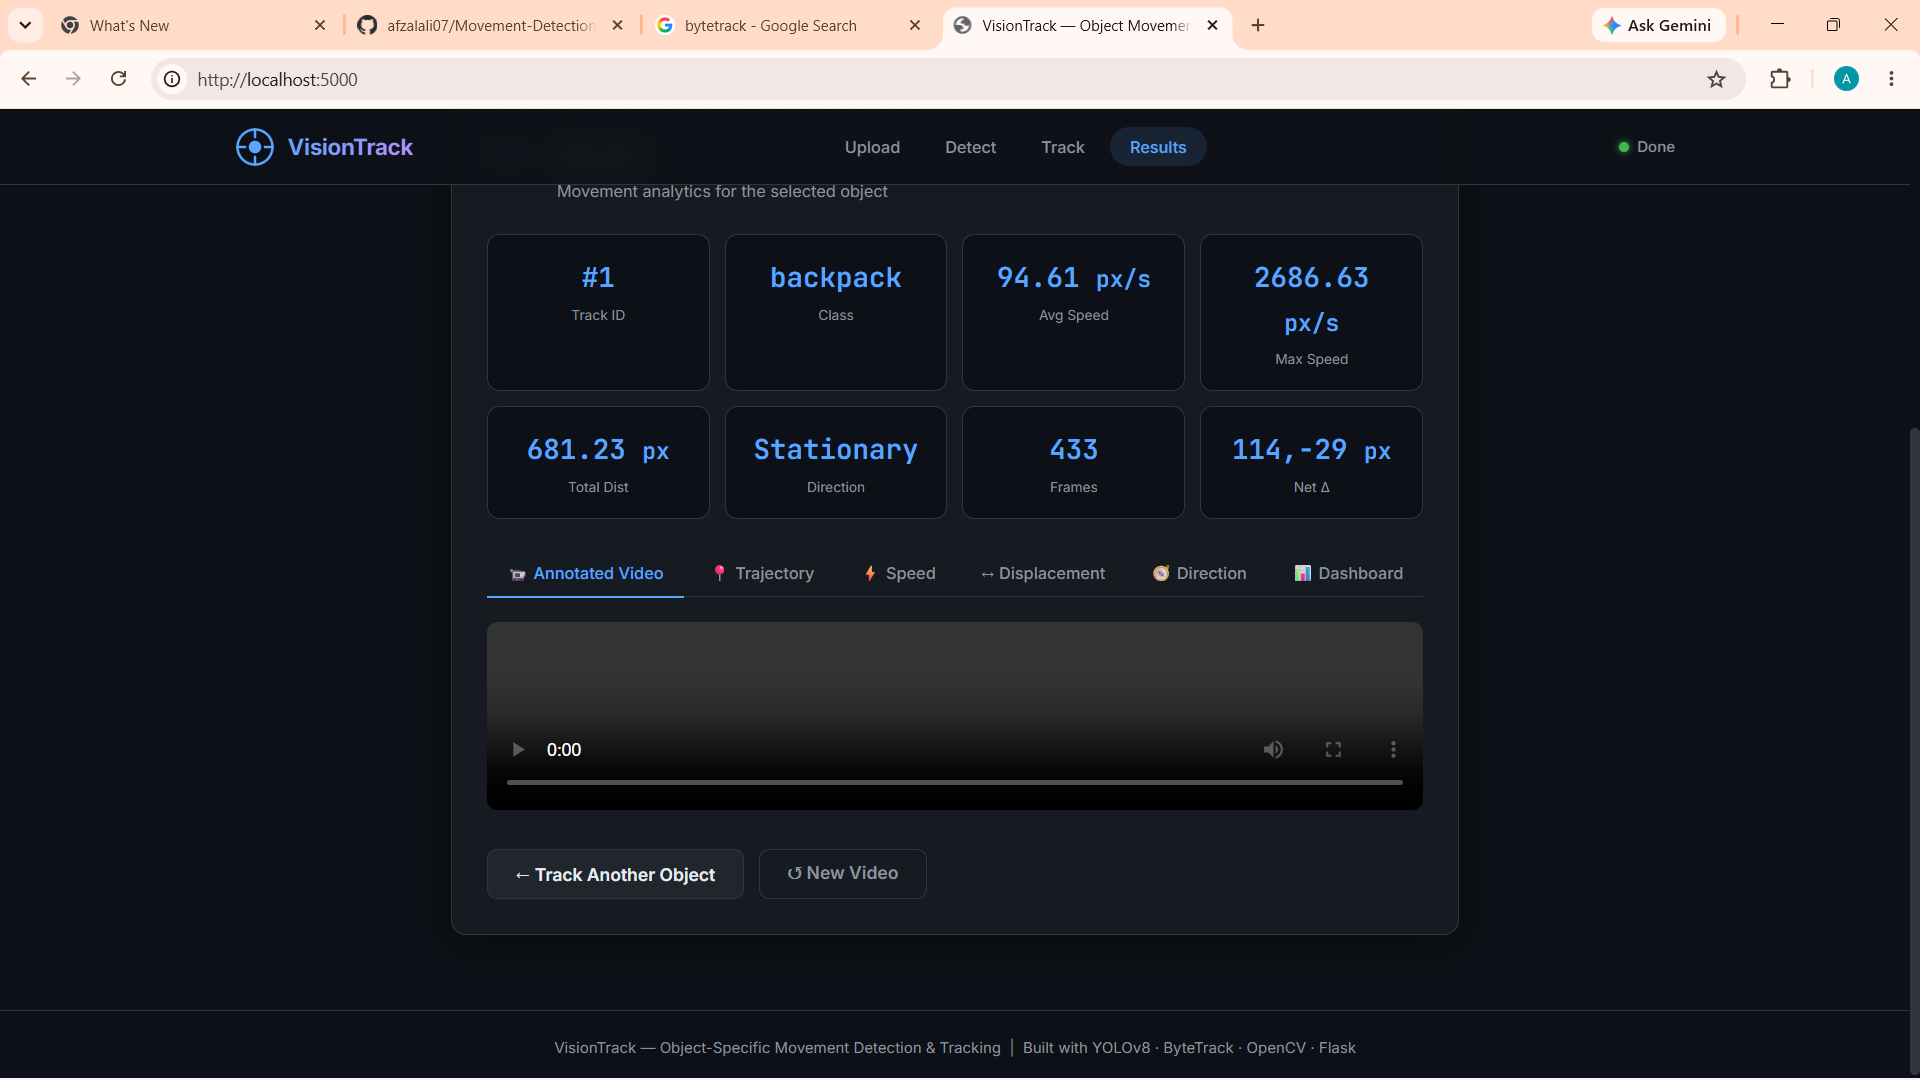 What's New
afzalali07/Movement-Detection
bytetrack - Google Search
VisionTrack — Object Movemer
Ask Gemini
http://localhost:5000
A
VisionTrack
Upload
Detect
Track
Results
Done
Movement analytics for the selected object
#1
Track ID
backpack
Class
94.61 px/s
Avg Speed
2686.63
px/s
Max Speed
681.23 px
Total Dist
Stationary
Direction
433
Frames
114,-29 px
Net Δ
Annotated Video
Trajectory
Speed
↔ Displacement
Direction
Dashboard
0:00
← Track Another Object
↺ New Video
VisionTrack — Object-Specific Movement Detection & Tracking | Built with YOLOv8 · ByteTrack · OpenCV · Flask